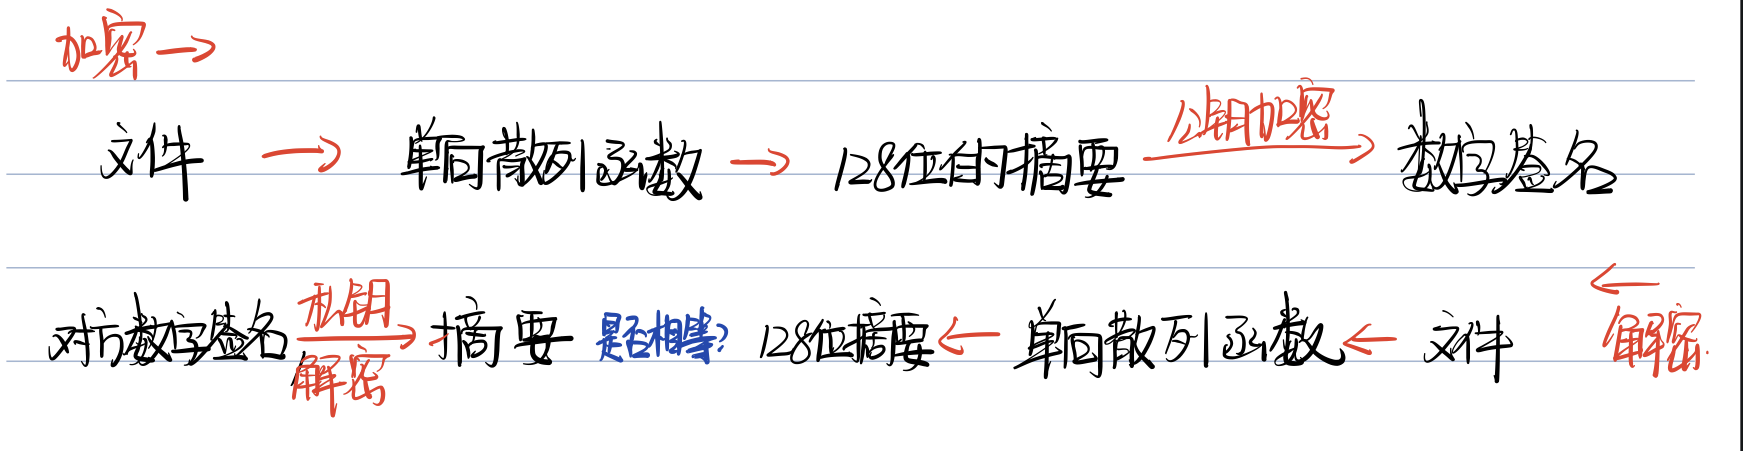 加密→
文件 → 单向散列函数 → 128位的摘要 公钥加密→ 数字签名
对方数字签名 私钥解密→ 摘要 是否相等? 128位摘要 ← 单向散列函数 ← 文件 ←解密